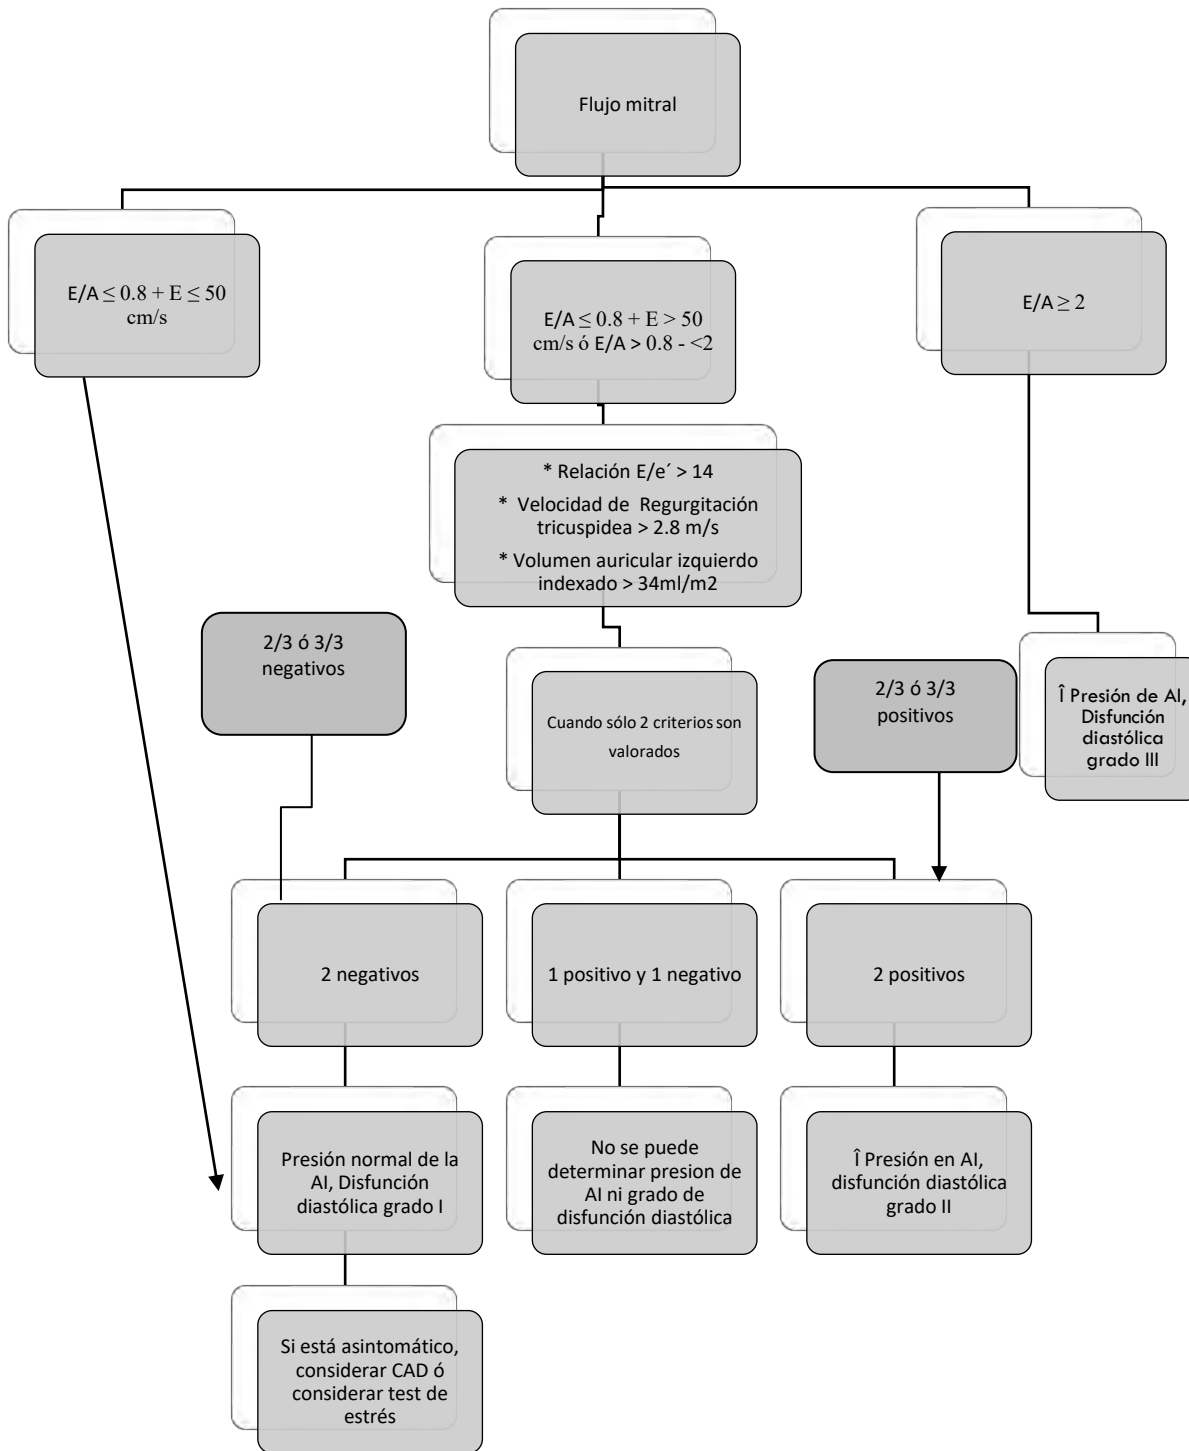 Flujo mitral
E/A ≤ 0.8 + E ≤ 50
cm/s
E/A ≤ 0.8 + E > 50
cm/s ó E/A > 0.8 - <2
E/A ≥ 2
* Relación E/e´ > 14
* Velocidad de Regurgitación
tricuspidea > 2.8 m/s
* Volumen auricular izquierdo
indexado > 34ml/m2
2/3 ó 3/3
negativos
Cuando sólo 2 criterios son
valorados
2/3 ó 3/3
positivos
Î Presión de AI,
Disfunción
diastólica
grado III
2 negativos
1 positivo y 1 negativo
2 positivos
Presión normal de la
AI, Disfunción
diastólica grado I
No se puede
determinar presion de
AI ni grado de
disfunción diastólica
Î Presión en AI,
disfunción diastólica
grado II
Si está asintomático,
considerar CAD ó
considerar test de
estrés